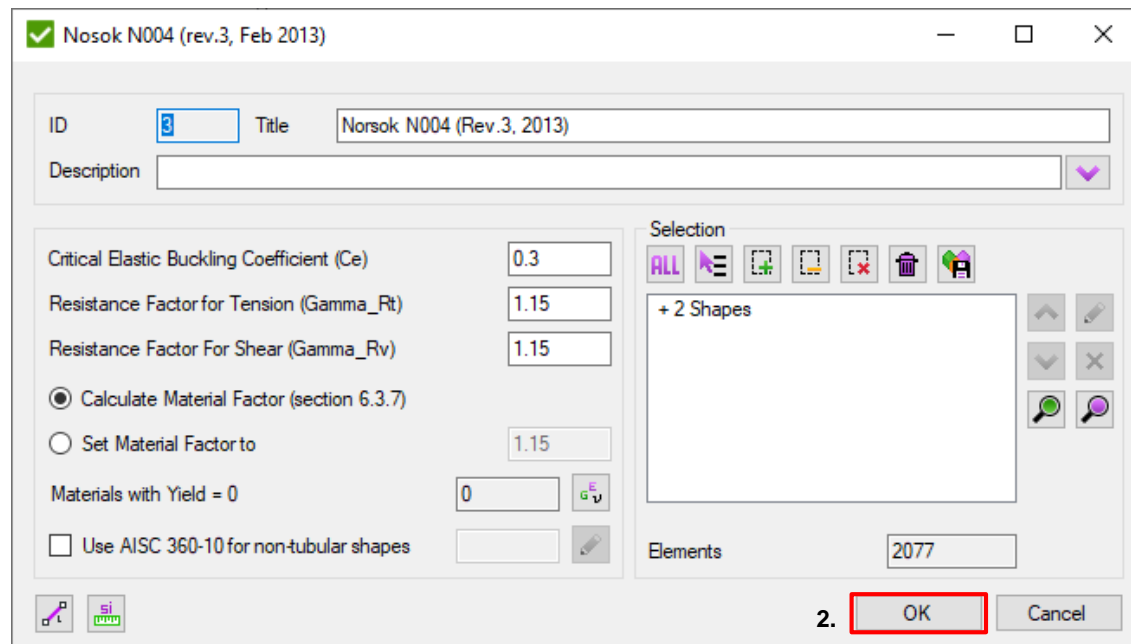 Nosok N004 (rev.3, Feb 2013)
ID 3 Title Norsok N004 (Rev.3, 2013)
Description
Critical Elastic Buckling Coefficient (Ce) 0.3
Resistance Factor for Tension (Gamma_Rt) 1.15
Resistance Factor For Shear (Gamma_Rv) 1.15
Calculate Material Factor (section 6.3.7)
Set Material Factor to 1.15
Materials with Yield = 0 0 G E ν
Use AISC 360-10 for non-tubular shapes
Selection
ALL
+ 2 Shapes
Elements 2077
L si
2. OK Cancel